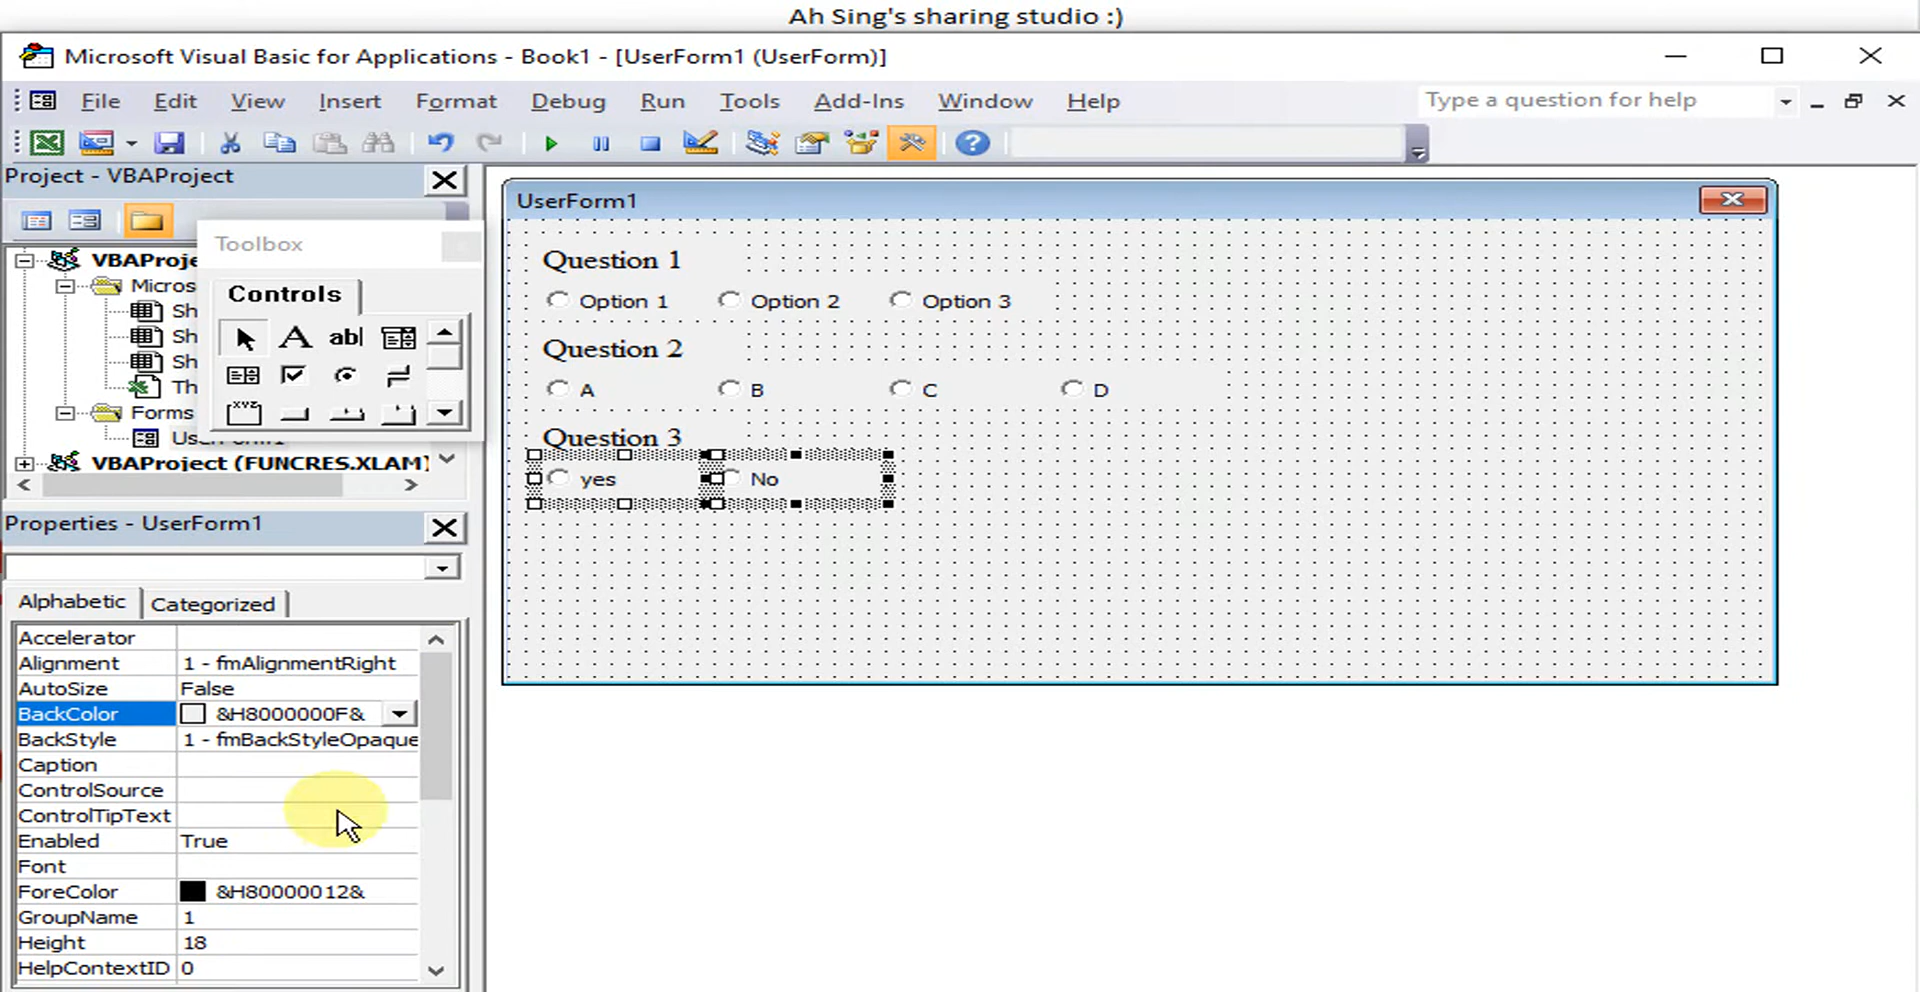 Ah Sing's sharing studio :)
Microsoft Visual Basic for Applications - Book1 - [UserForm1 (UserForm)]
File Edit View Insert Format Debug Run Tools Add-Ins Window Help Type a question for help
Project - VBAProject
UserForm1
Toolbox
Controls
A abl
xyz
VBAProje
Micros
Sh
Sh
Sh
Th
Forms
VBAProject (FUNCRES.XLAM)
Question 1
Option 1 Option 2 Option 3
Question 2
A B C D
Question 3
yes No
Properties - UserForm1
Alphabetic Categorized
Accelerator
Alignment 1 - fmAlignmentRight
AutoSize False
BackColor &H8000000F&
BackStyle 1 - fmBackStyleOpaque
Caption
ControlSource
ControlTipText
Enabled True
Font
ForeColor &H80000012&
GroupName 1
Height 18
HelpContextID 0